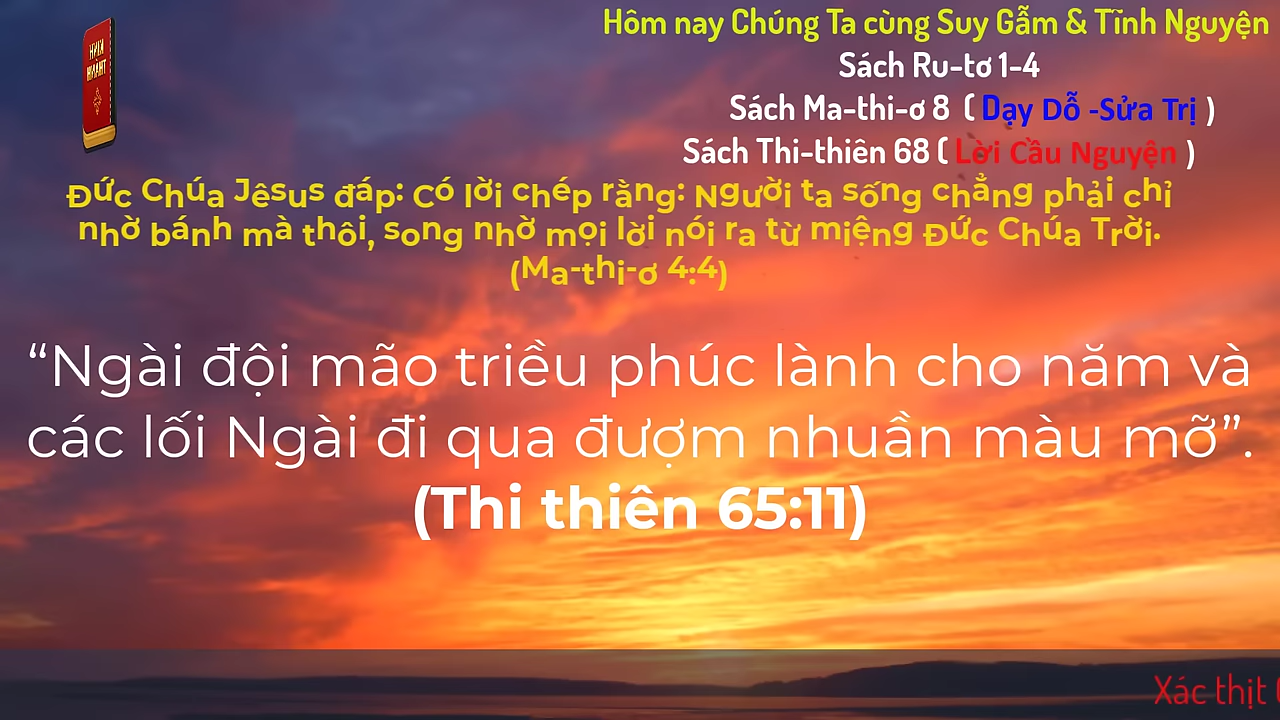 Hôm nay Chúng Ta cùng Suy Gẫm & Tĩnh Nguyện
Sách Ru-tơ 1-4
Sách Ma-thi-ơ 8 ( Dạy Dỗ -Sửa Trị )
Sách Thi-thiên 68 ( Lời Cầu Nguyện )
KINH
THÁNH
Đức Chúa Jêsus đáp: Có lời chép rằng: Người ta sống chẳng phải chỉ
nhờ bánh mà thôi, song nhờ mọi lời nói ra từ miệng Đức Chúa Trời.
(Ma-thi-ơ 4:4)
“Ngài đội mão triều phúc lành cho năm và
các lối Ngài đi qua đượm nhuần màu mỡ”.
(Thi thiên 65:11)
Xác thịt